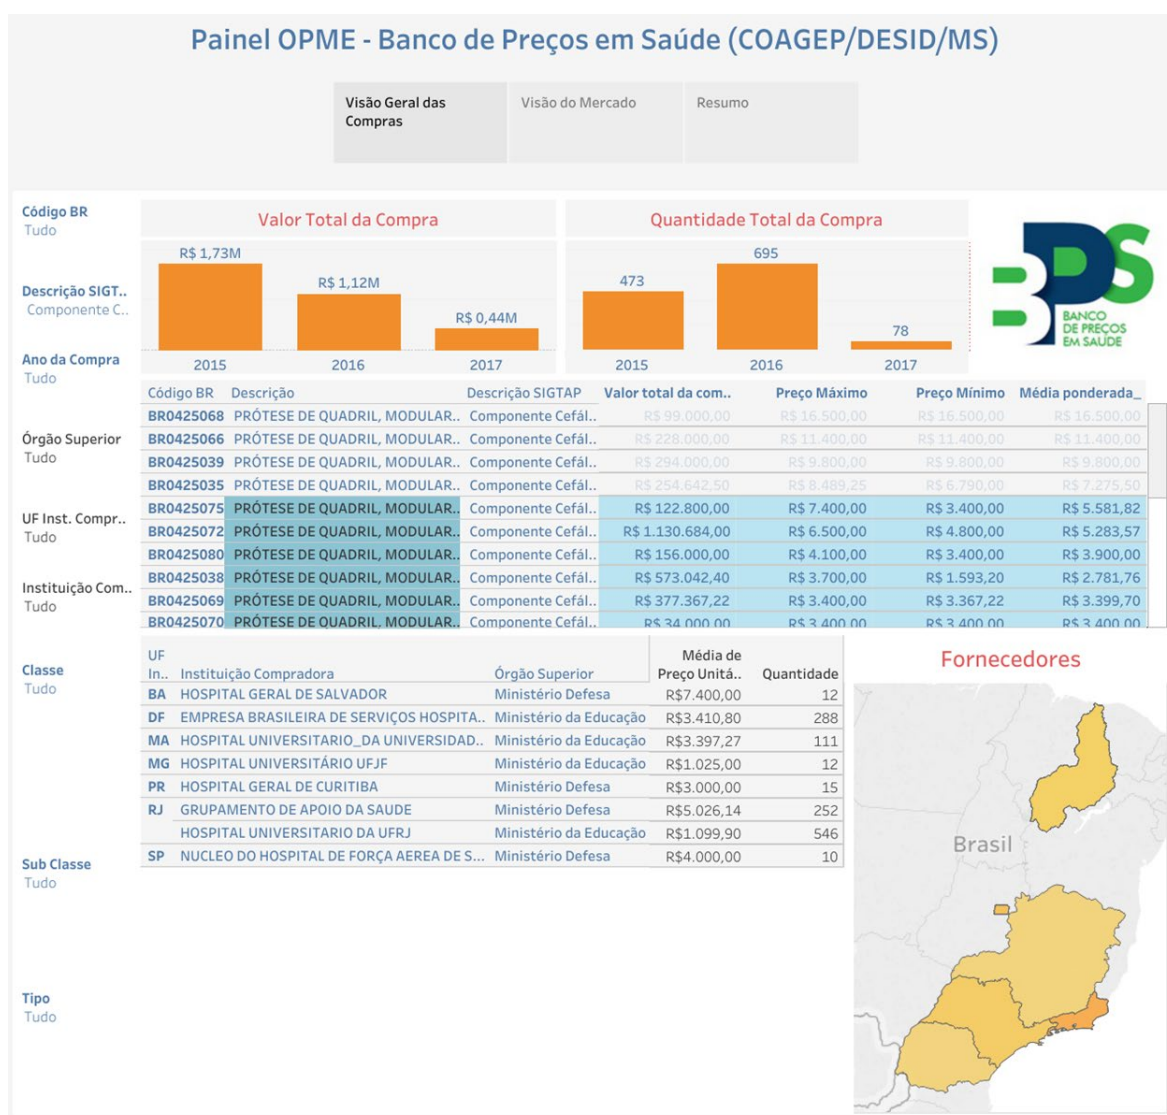 Painel OPME - Banco de Preços em Saúde (COAGEP/DESID/MS)
Visão Geral das
Compras
Visão do Mercado
Resumo
Código BR
Tudo
Descrição SIGT..
Componente C..
Ano da Compra
Tudo
Órgão Superior
Tudo
UF Inst. Compr..
Tudo
Instituição Com..
Tudo
Classe
Tudo
Sub Classe
Tudo
Tipo
Tudo
Valor Total da Compra
R$ 1,73M
R$ 1,12M
R$ 0,44M
2015 2016 2017
Quantidade Total da Compra
473
695
78
2015 2016 2017
BPS
BANCO
DE PREÇOS
EM SAÚDE
Código BR Descrição Descrição SIGTAP Valor total da com.. Preço Máximo Preço Mínimo Média ponderada_
BR0425068 PRÓTESE DE QUADRIL, MODULAR.. Componente Cefál.. R$ 99.000,00 R$ 16.500,00 R$ 16.500,00 R$ 16.500,00
BR0425066 PRÓTESE DE QUADRIL, MODULAR.. Componente Cefál.. R$ 228.000,00 R$ 11.400,00 R$ 11.400,00 R$ 11.400,00
BR0425039 PRÓTESE DE QUADRIL, MODULAR.. Componente Cefál.. R$ 294.000,00 R$ 9.800,00 R$ 9.800,00 R$ 9.800,00
BR0425035 PRÓTESE DE QUADRIL, MODULAR.. Componente Cefál.. R$ 254.642,50 R$ 8.489,25 R$ 6.790,00 R$ 7.275,50
BR0425075 PRÓTESE DE QUADRIL, MODULAR.. Componente Cefál.. R$ 122.800,00 R$ 7.400,00 R$ 3.400,00 R$ 5.581,82
BR0425072 PRÓTESE DE QUADRIL, MODULAR.. Componente Cefál.. R$ 1.130.684,00 R$ 6.500,00 R$ 4.800,00 R$ 5.283,57
BR0425080 PRÓTESE DE QUADRIL, MODULAR.. Componente Cefál.. R$ 156.000,00 R$ 4.100,00 R$ 3.400,00 R$ 3.900,00
BR0425038 PRÓTESE DE QUADRIL, MODULAR.. Componente Cefál.. R$ 573.042,40 R$ 3.700,00 R$ 1.593,20 R$ 2.781,76
BR0425069 PRÓTESE DE QUADRIL, MODULAR.. Componente Cefál.. R$ 377.367,22 R$ 3.400,00 R$ 3.367,22 R$ 3.399,70
BR0425070 PRÓTESE DE QUADRIL, MODULAR.. Componente Cefál.. R$ 34.000,00 R$ 3.400,00 R$ 3.400,00 R$ 3.400,00
UF
In.. Instituição Compradora Órgão Superior Média de Preço Unitá.. Quantidade
BA HOSPITAL GERAL DE SALVADOR Ministério Defesa R$7.400,00 12
DF EMPRESA BRASILEIRA DE SERVIÇOS HOSPITA.. Ministério da Educação R$3.410,80 288
MA HOSPITAL UNIVERSITARIO_DA UNIVERSIDAD.. Ministério da Educação R$3.397,27 111
MG HOSPITAL UNIVERSITÁRIO UFJF Ministério da Educação R$1.025,00 12
PR HOSPITAL GERAL DE CURITIBA Ministério Defesa R$3.000,00 15
RJ GRUPAMENTO DE APOIO DA SAUDE Ministério Defesa R$5.026,14 252
HOSPITAL UNIVERSITARIO DA UFRJ Ministério da Educação R$1.099,90 546
SP NUCLEO DO HOSPITAL DE FORÇA AEREA DE S... Ministério Defesa R$4.000,00 10
Fornecedores
Brasil